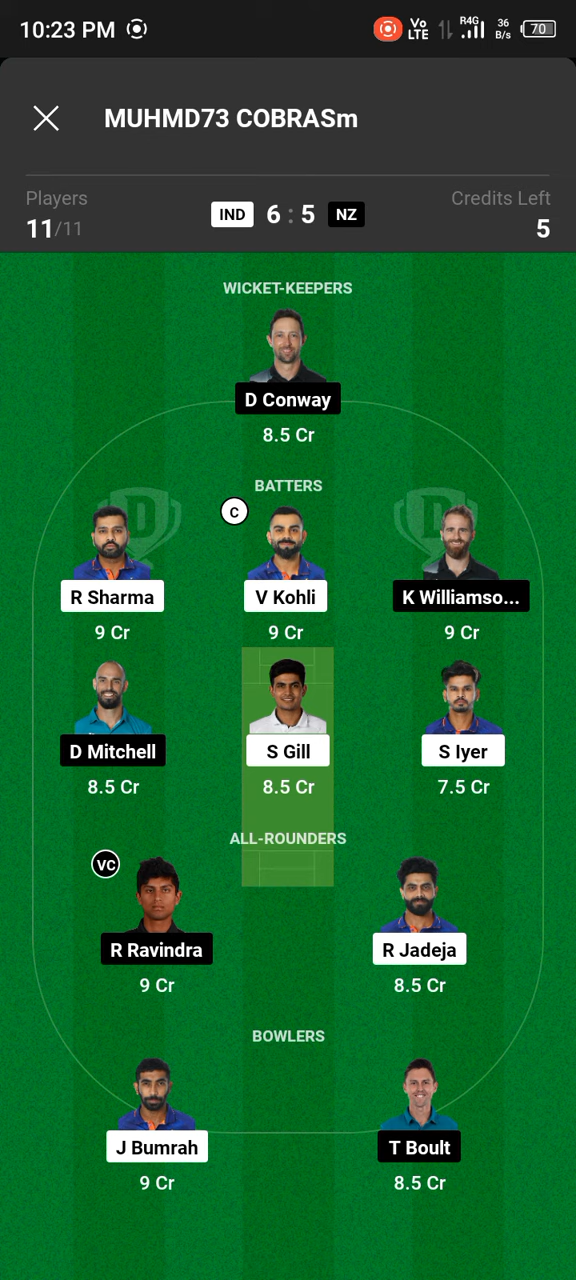 10:23 PM
Vo LTE R4G 36 B/s 70
MUHMD73 COBRASm
Players
Credits Left
11/11
IND 6 : 5 NZ
5
WICKET-KEEPERS
D Conway
8.5 Cr
BATTERS
C
R Sharma V Kohli K Williamso...
9 Cr 9 Cr 9 Cr
D Mitchell S Gill S Iyer
8.5 Cr 8.5 Cr 7.5 Cr
ALL-ROUNDERS
VC
R Ravindra R Jadeja
9 Cr 8.5 Cr
BOWLERS
J Bumrah T Boult
9 Cr 8.5 Cr